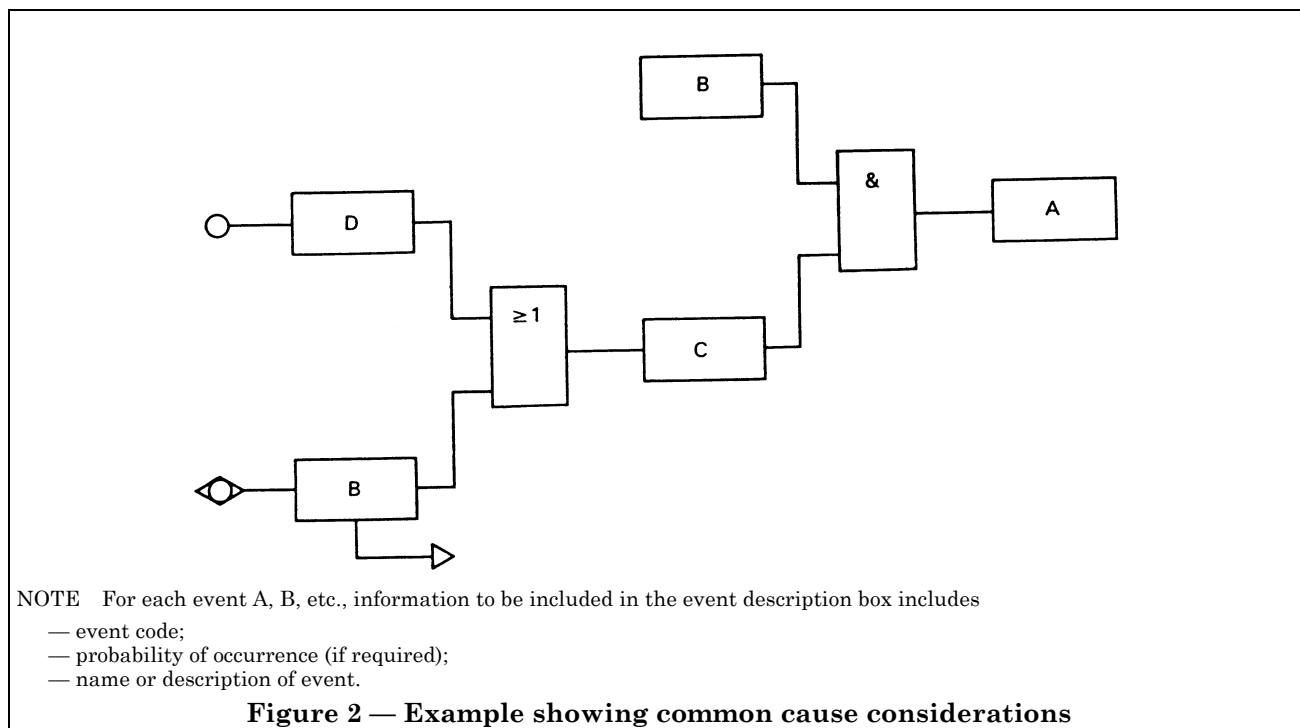 B
&
D
A
≥ 1
C
B
NOTE For each event A, B, etc., information to be included in the event description box includes
— event code;
— probability of occurrence (if required);
— name or description of event.
Figure 2 — Example showing common cause considerations